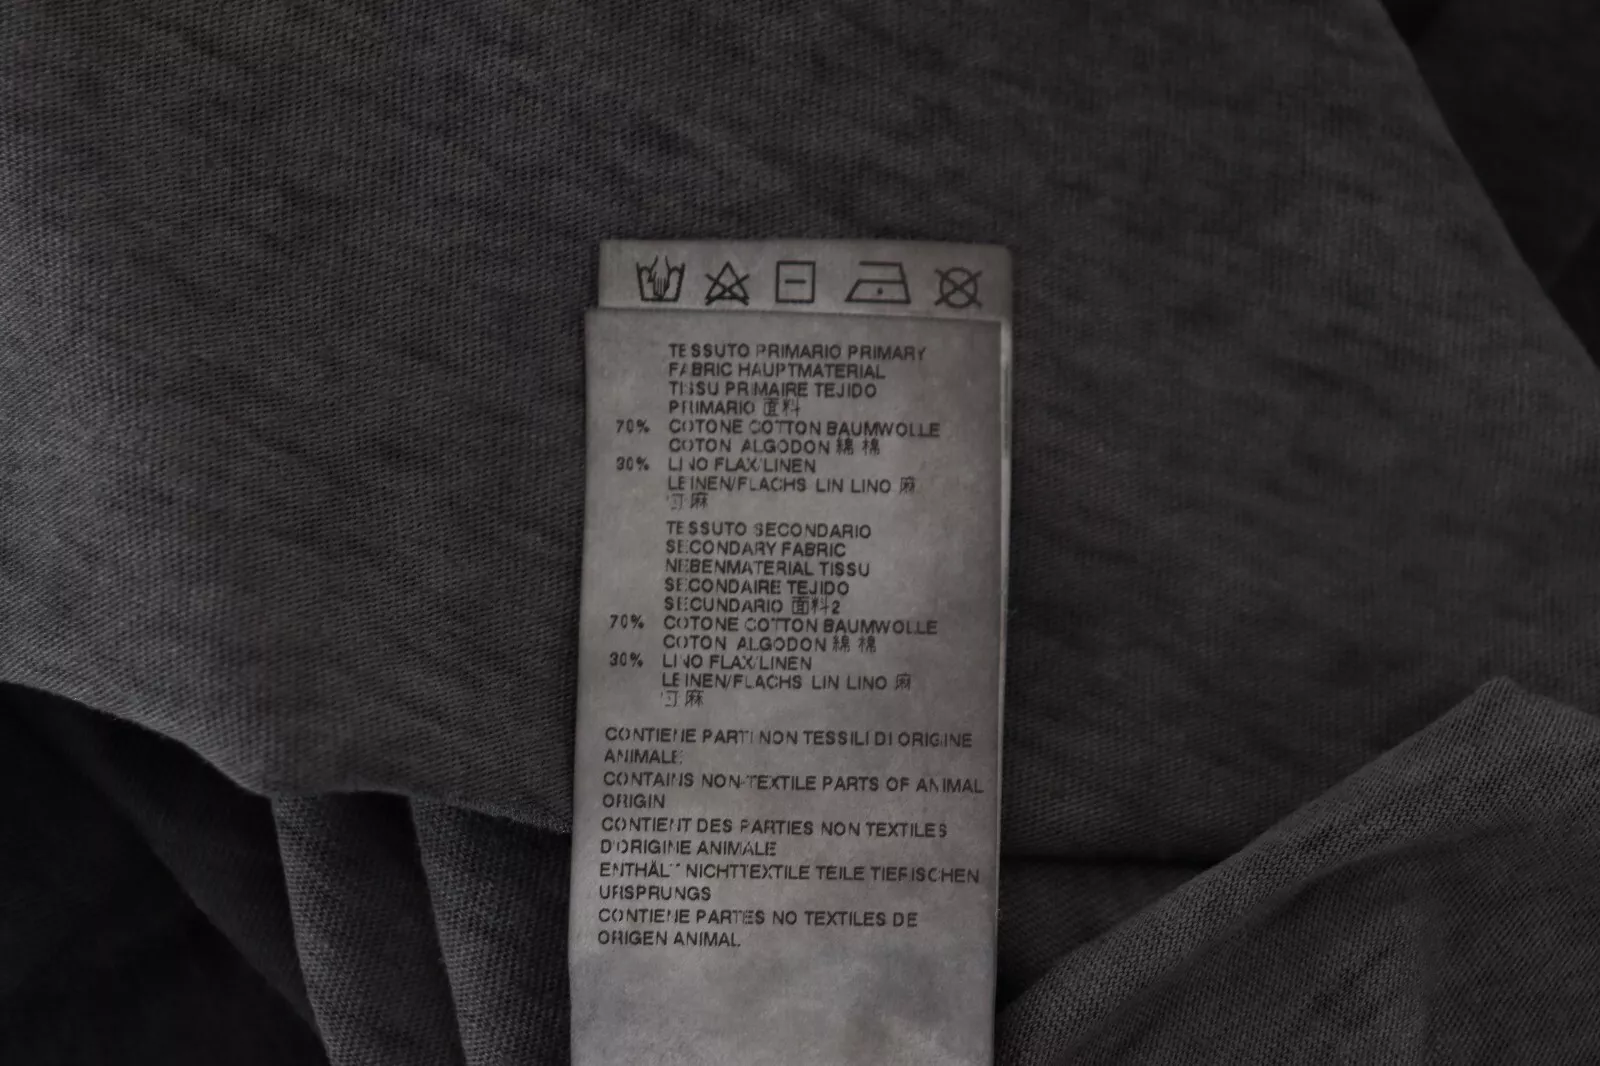 TESSUTO PRIMARIO PRIMARY
FABRIC HAUPTMATERIAL
TISSU PRIMAIRE TEJIDO
PRIMARIO 面料
70% COTONE COTTON BAUMWOLLE
COTON ALGODON 綿 棉
30% LINO FLAX/LINEN
LEINEN/FLACHS LIN LINO 麻
麻
TESSUTO SECONDARIO
SECONDARY FABRIC
NEBENMATERIAL TISSU
SECONDAIRE TEJIDO
SECUNDARIO 面料2
70% COTONE COTTON BAUMWOLLE
COTON ALGODON 綿 棉
30% LINO FLAX/LINEN
LEINEN/FLACHS LIN LINO 麻
麻
CONTIENE PARTI NON TESSILI DI ORIGINE
ANIMALE
CONTAINS NON-TEXTILE PARTS OF ANIMAL
ORIGIN
CONTIENT DES PARTIES NON TEXTILES
D'ORIGINE ANIMALE
ENTHÄLT NICHTTEXTILE TEILE TIERISCHEN
URSPRUNGS
CONTIENE PARTES NO TEXTILES DE
ORIGEN ANIMAL